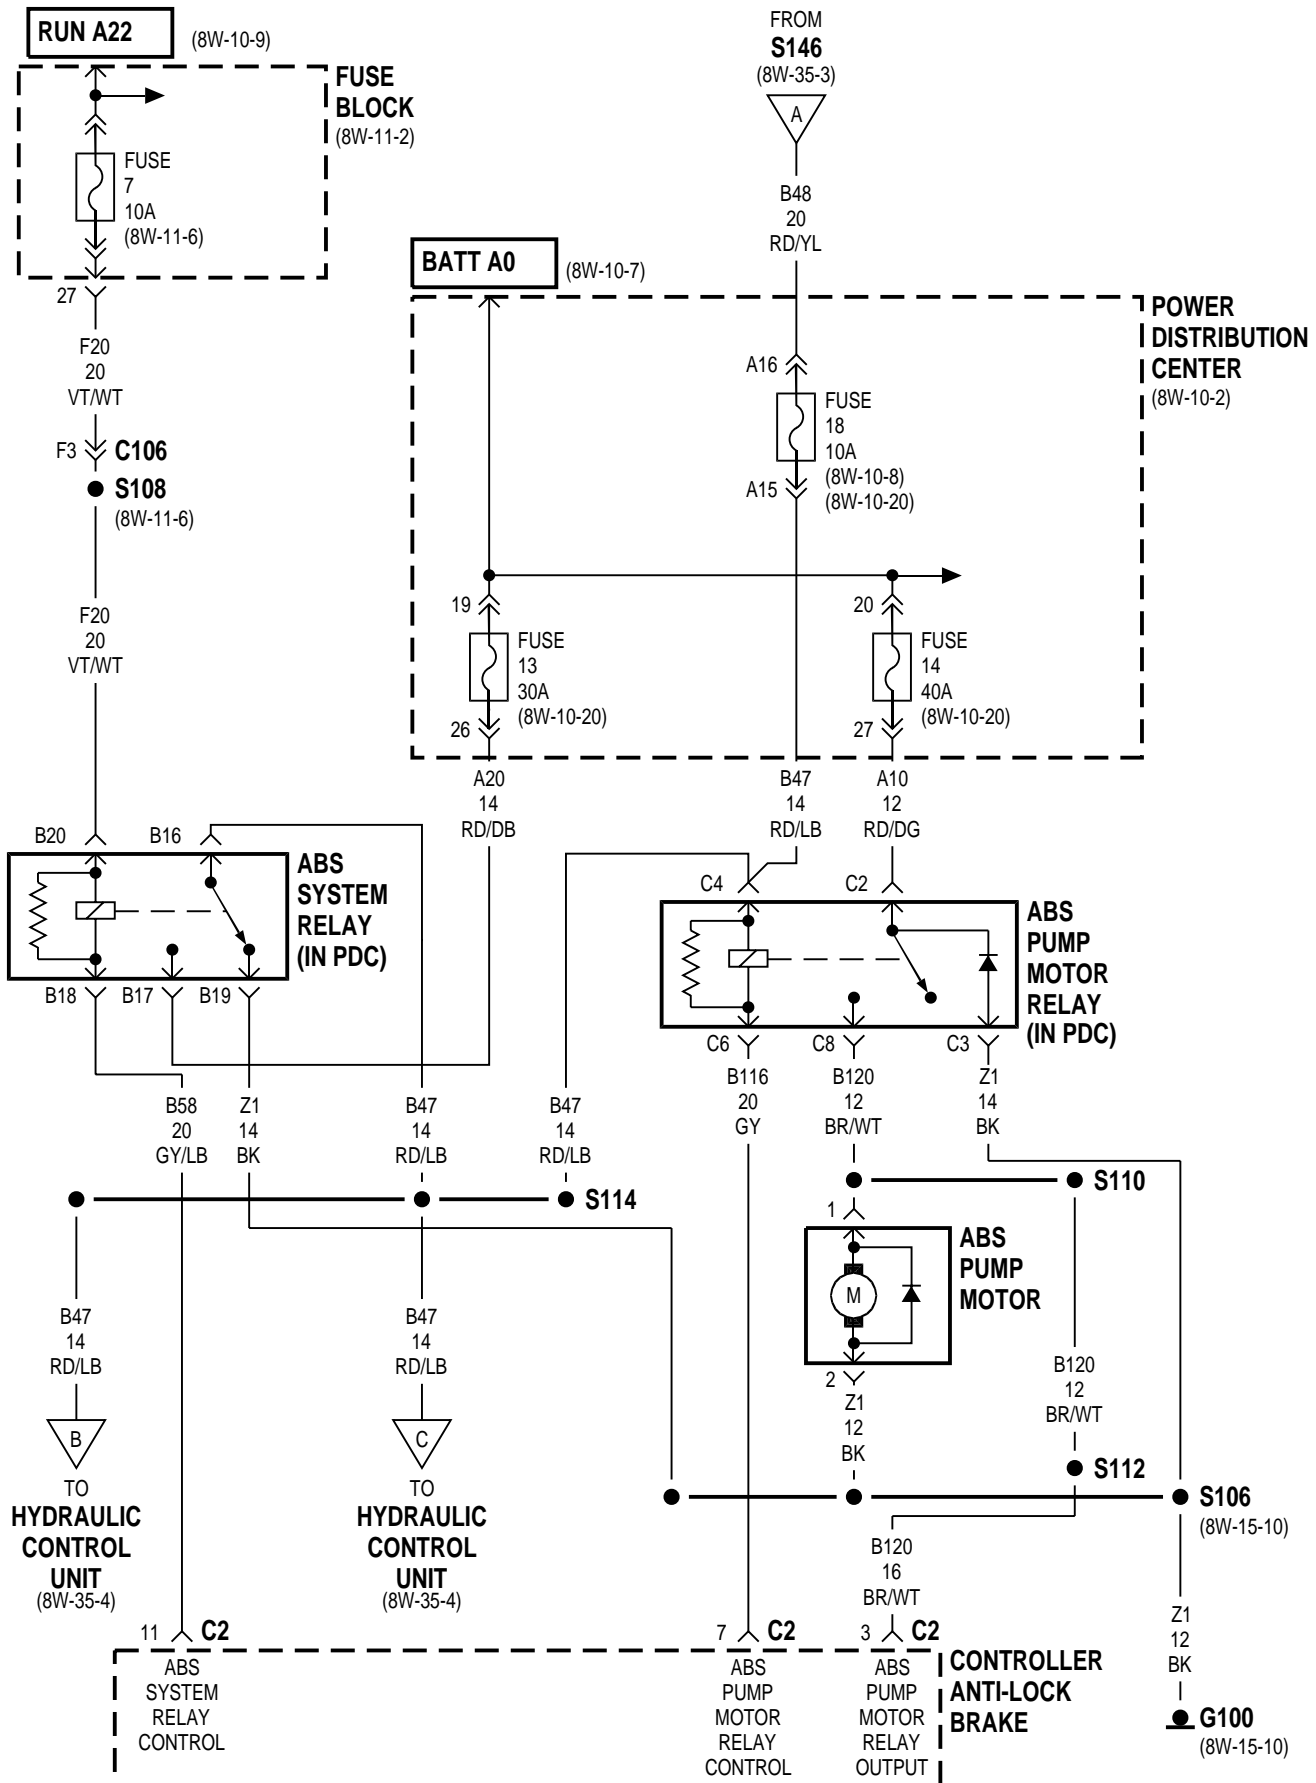 RUN A22
(8W-10-9)
FUSE
BLOCK
(8W-11-2)
FUSE
7
10A
(8W-11-6)
27
F20
20
VT/WT
F3
C106
S108
(8W-11-6)
F20
20
VT/WT
FROM
S146
(8W-35-3)
A
B48
20
RD/YL
BATT A0
(8W-10-7)
POWER
DISTRIBUTION
CENTER
(8W-10-2)
A16
FUSE
18
10A
(8W-10-8)
(8W-10-20)
A15
19
FUSE
13
30A
(8W-10-20)
26
20
FUSE
14
40A
(8W-10-20)
27
A20
14
RD/DB
B47
14
RD/LB
A10
12
RD/DG
B20
B16
ABS
SYSTEM
RELAY
(IN PDC)
B18
B17
B19
C4
C2
ABS
PUMP
MOTOR
RELAY
(IN PDC)
C6
C8
C3
B58
20
GY/LB
Z1
14
BK
B47
14
RD/LB
B47
14
RD/LB
B116
20
GY
B120
12
BR/WT
Z1
14
BK
S114
S110
1
ABS
PUMP
MOTOR
M
2
Z1
12
BK
B47
14
RD/LB
B47
14
RD/LB
B120
12
BR/WT
B
TO
HYDRAULIC
CONTROL
UNIT
(8W-35-4)
C
TO
HYDRAULIC
CONTROL
UNIT
(8W-35-4)
S112
S106
(8W-15-10)
B120
16
BR/WT
Z1
12
BK
G100
(8W-15-10)
11
C2
7
C2
3
C2
ABS
SYSTEM
RELAY
CONTROL
ABS
PUMP
MOTOR
RELAY
CONTROL
ABS
PUMP
MOTOR
RELAY
OUTPUT
CONTROLLER
ANTI-LOCK
BRAKE